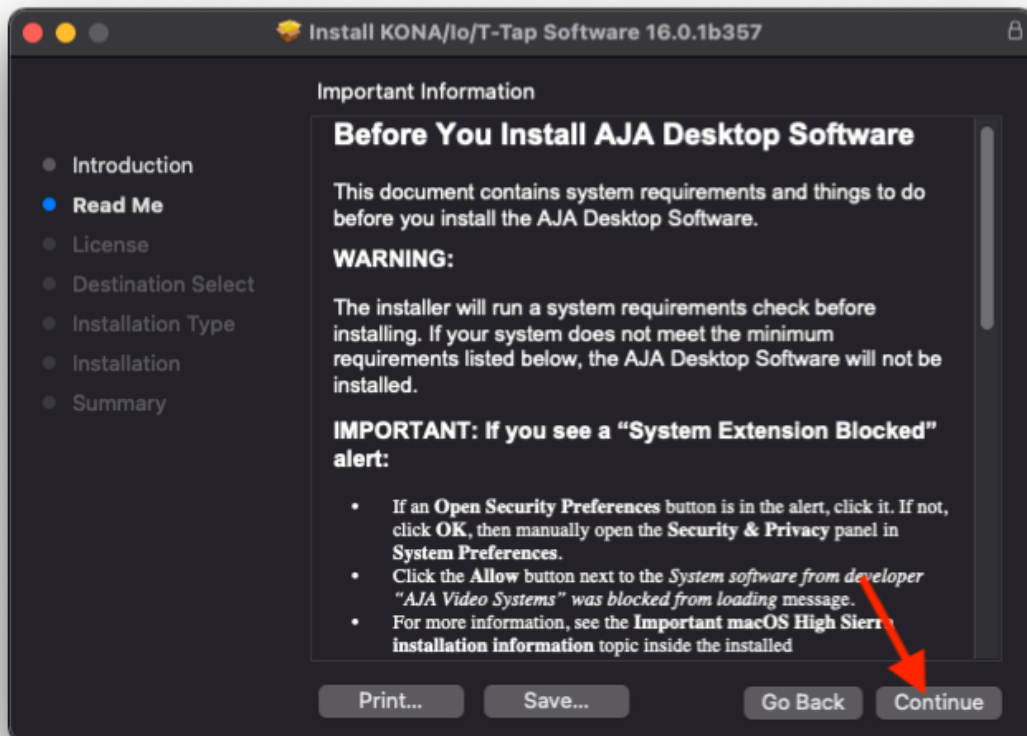 Install KONA/Io/T-Tap Software 16.0.1b357
Important Information
Introduction
Read Me
License
Destination Select
Installation Type
Installation
Summary
Before You Install AJA Desktop Software
This document contains system requirements and things to do
before you install the AJA Desktop Software.
WARNING:
The installer will run a system requirements check before
installing. If your system does not meet the minimum
requirements listed below, the AJA Desktop Software will not be
installed.
IMPORTANT: If you see a “System Extension Blocked”
alert:
• If an Open Security Preferences button is in the alert, click it. If not,
click OK, then manually open the Security & Privacy panel in
System Preferences.
• Click the Allow button next to the System software from developer
“AJA Video Systems” was blocked from loading message.
• For more information, see the Important macOS High Sierra
installation information topic inside the installed
Print...
Save...
Go Back
Continue